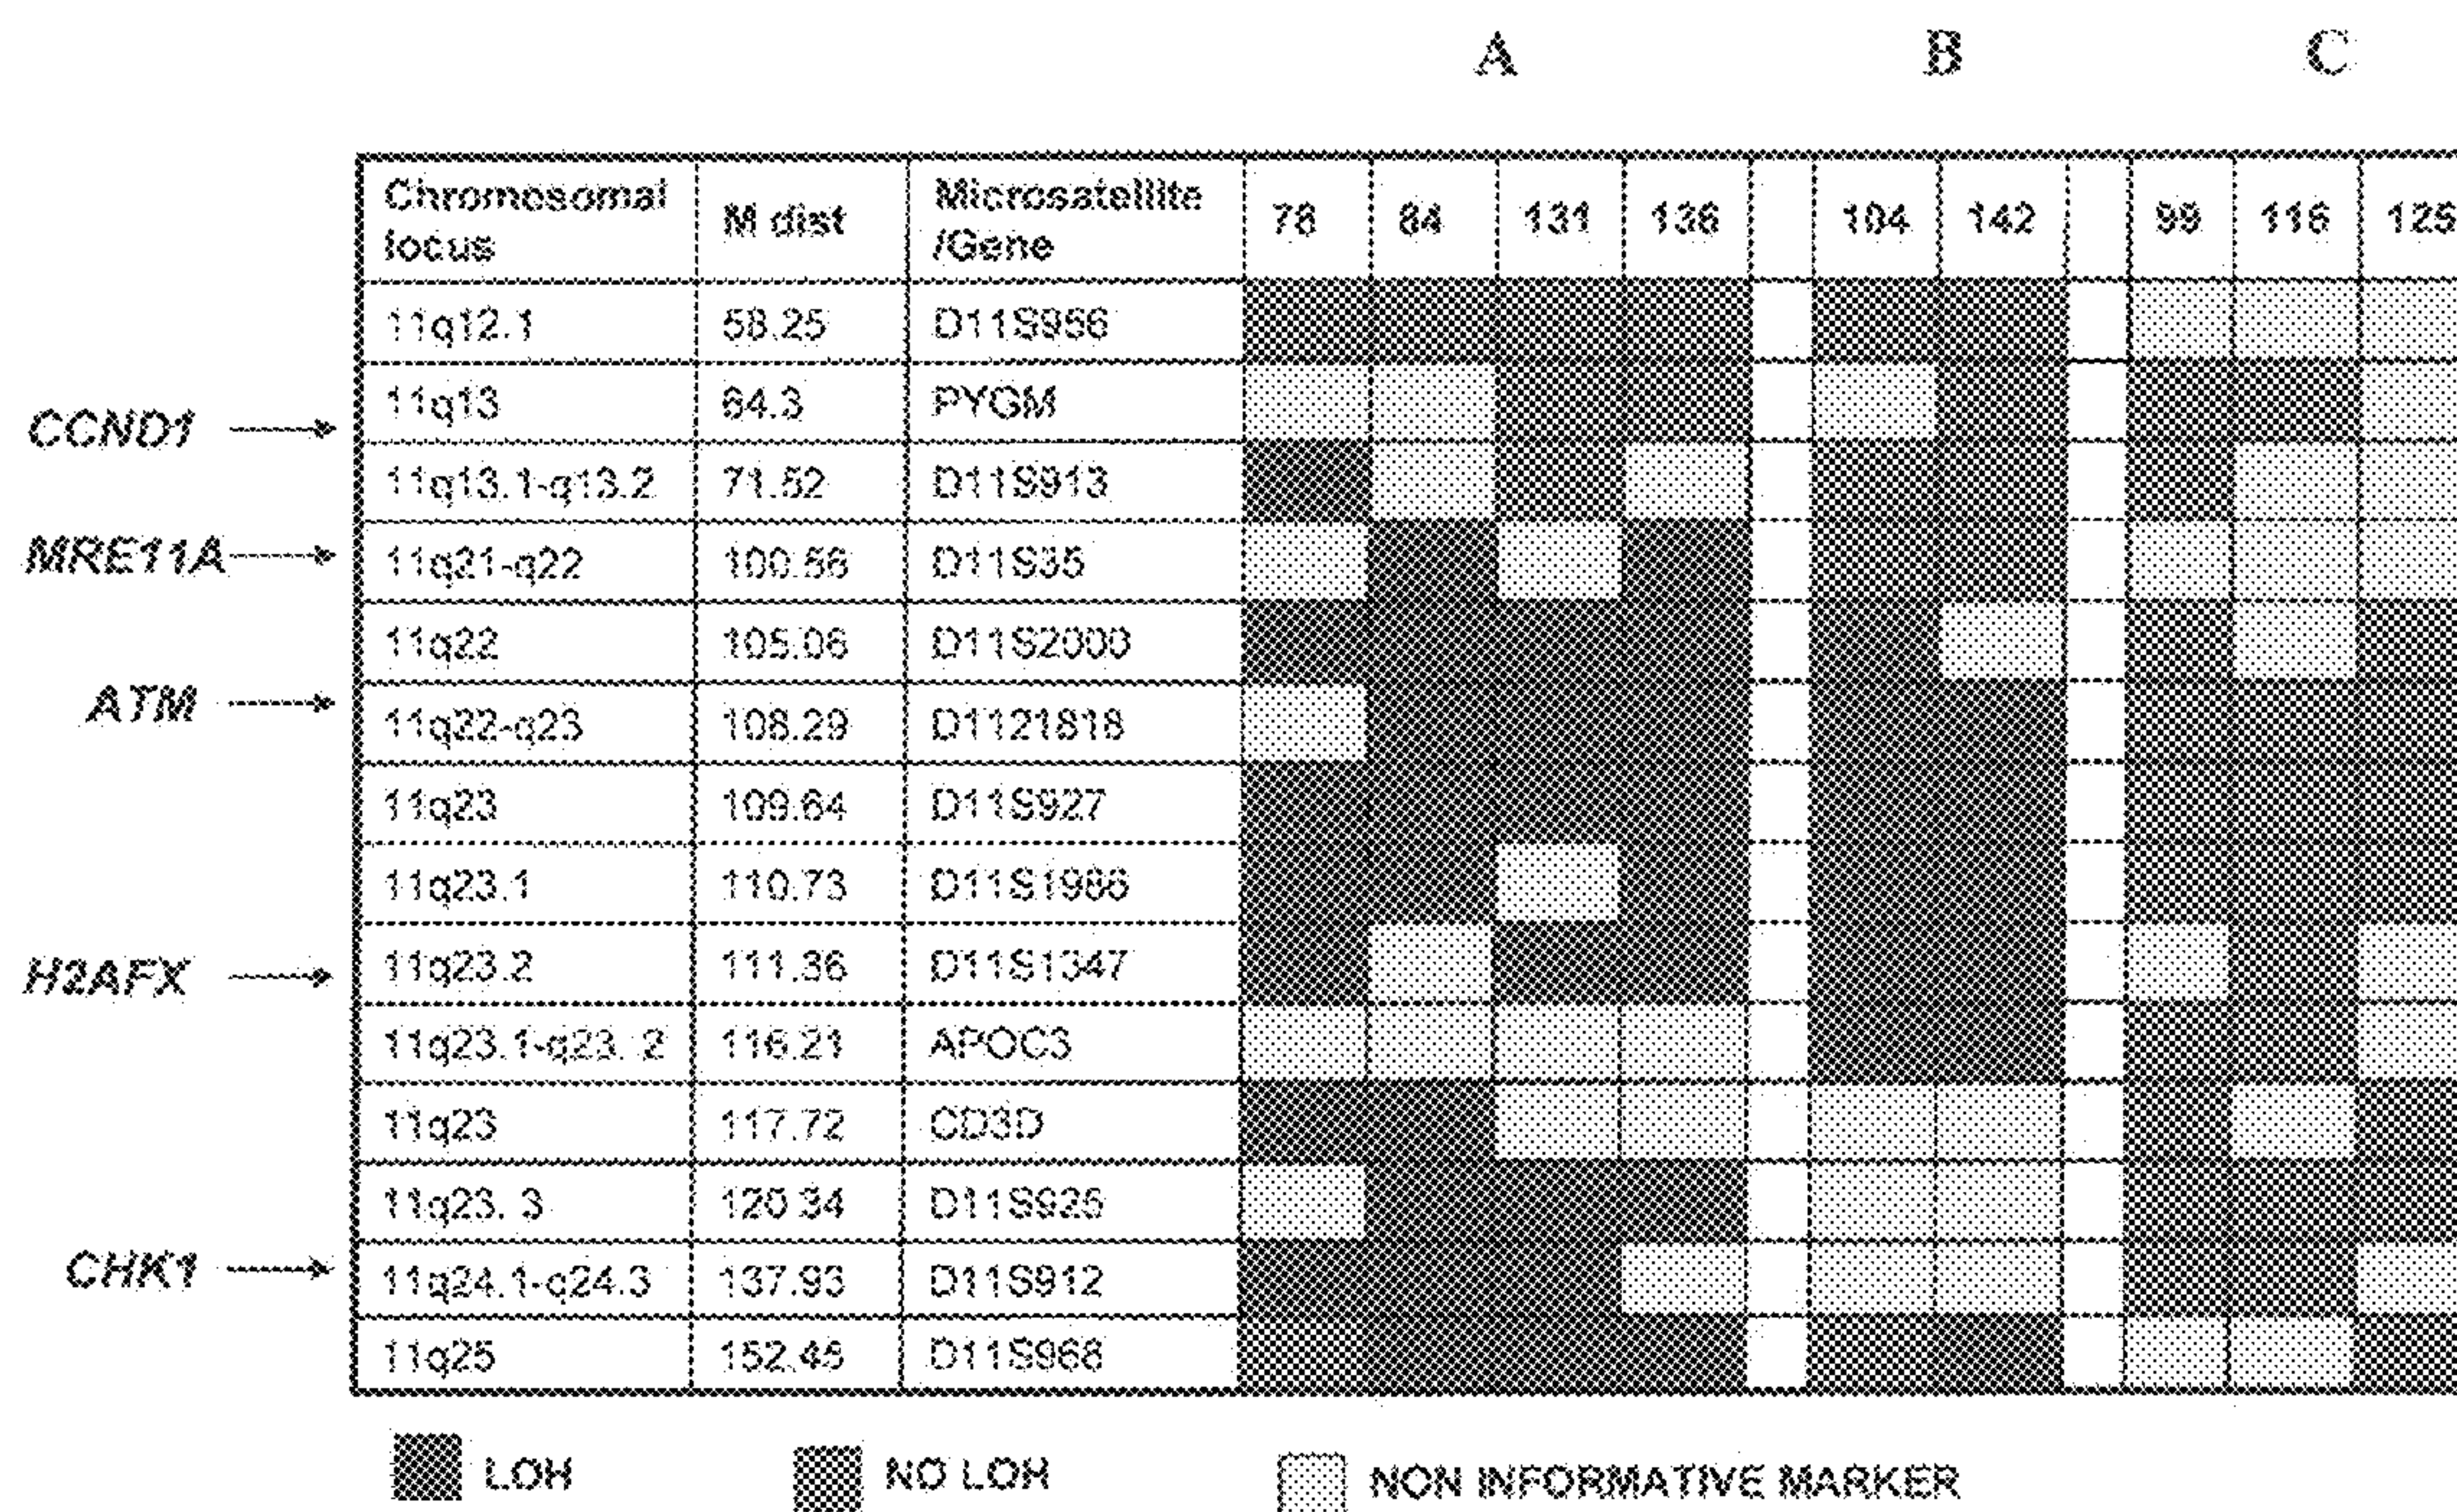 A B C
Chromosomal locus M dist Microsatellite /Gene 78 84 131 136 104 142 99 116 125
11q12.1 58.25 D11S956
CCND1 11q13 64.3 PYGM
11q13.1-q13.2 71.52 D11S913
MRE11A 11q21-q22 100.56 D11S35
11q22 105.06 D11S2000
ATM 11q22-q23 108.29 D1121818
11q23 109.64 D11S927
11q23.1 110.73 D11S1986
H2AFX 11q23.2 111.36 D11S1347
11q23.1-q23. 2 116.21 APOC3
11q23 117.72 CD3D
11q23. 3 120.34 D11S925
CHK1 11q24.1-q24.3 137.93 D11S912
11q25 152.45 D11S968
LOH NO LOH NON INFORMATIVE MARKER